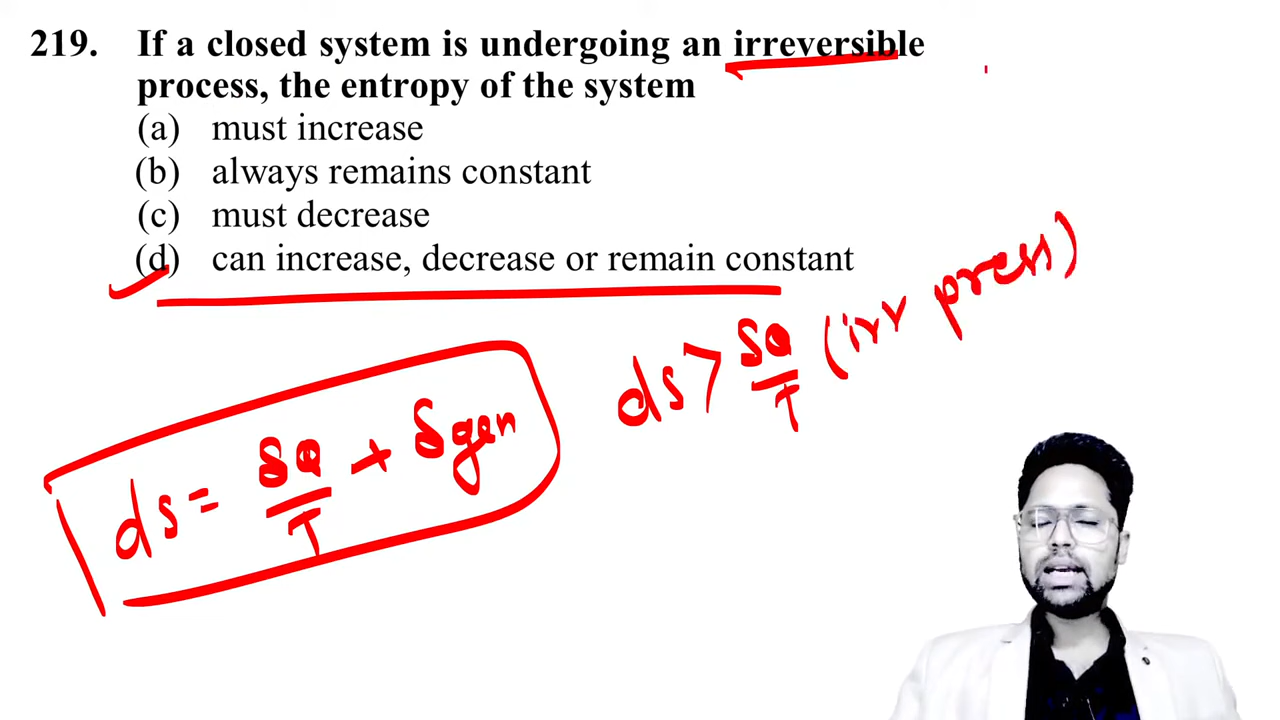 219. If a closed system is undergoing an irreversible
process, the entropy of the system
(a) must increase
(b) always remains constant
(c) must decrease
(d) can increase, decrease or remain constant
ds > δQ/T (irr press)
ds = δQ/T + δgen